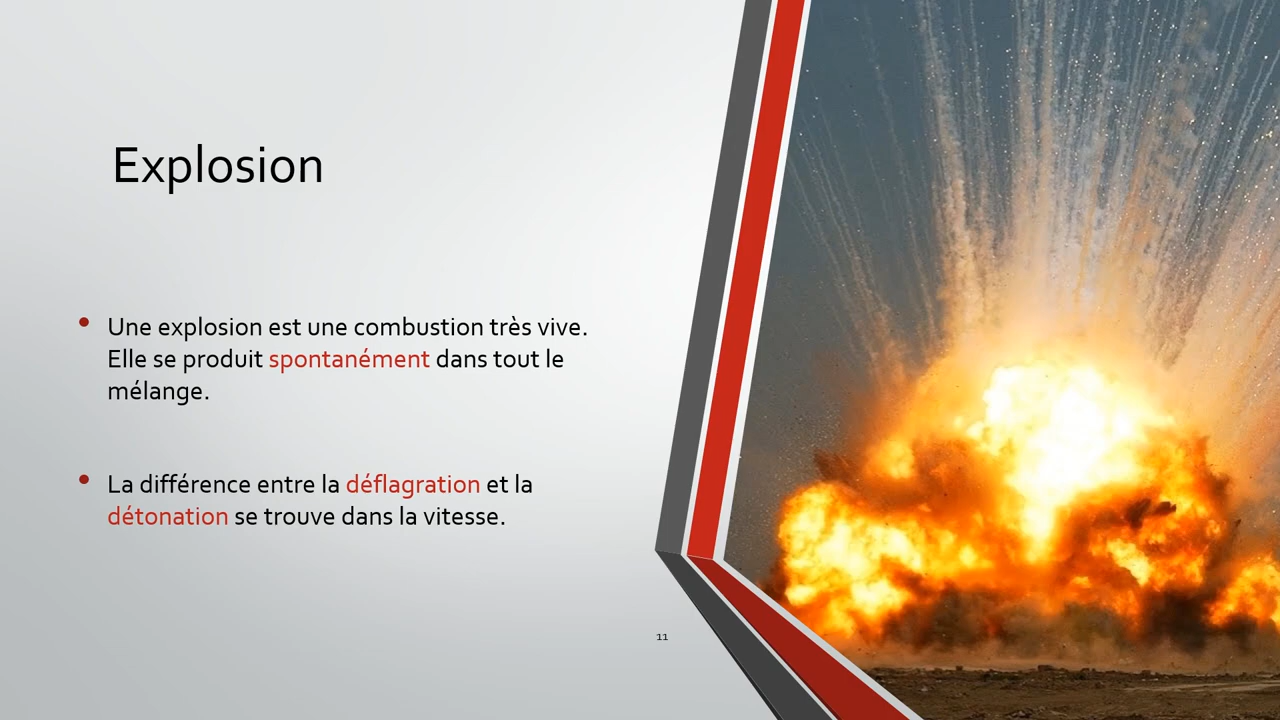 Explosion
Une explosion est une combustion très vive.
Elle se produit spontanément dans tout le
mélange.
La différence entre la déflagration et la
détonation se trouve dans la vitesse.
11